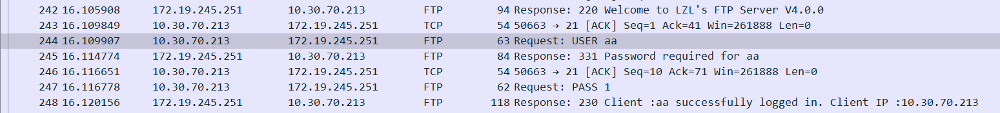 242 16.105908 172.19.245.251 10.30.70.213 FTP 94 Response: 220 Welcome to LZL's FTP Server V4.0.0
243 16.109849 10.30.70.213 172.19.245.251 TCP 54 50663 → 21 [ACK] Seq=1 Ack=41 Win=261888 Len=0
244 16.109907 10.30.70.213 172.19.245.251 FTP 63 Request: USER aa
245 16.114774 172.19.245.251 10.30.70.213 FTP 84 Response: 331 Password required for aa
246 16.116651 10.30.70.213 172.19.245.251 TCP 54 50663 → 21 [ACK] Seq=10 Ack=71 Win=261888 Len=0
247 16.116778 10.30.70.213 172.19.245.251 FTP 62 Request: PASS 1
248 16.120156 172.19.245.251 10.30.70.213 FTP 118 Response: 230 Client :aa successfully logged in. Client IP :10.30.70.213